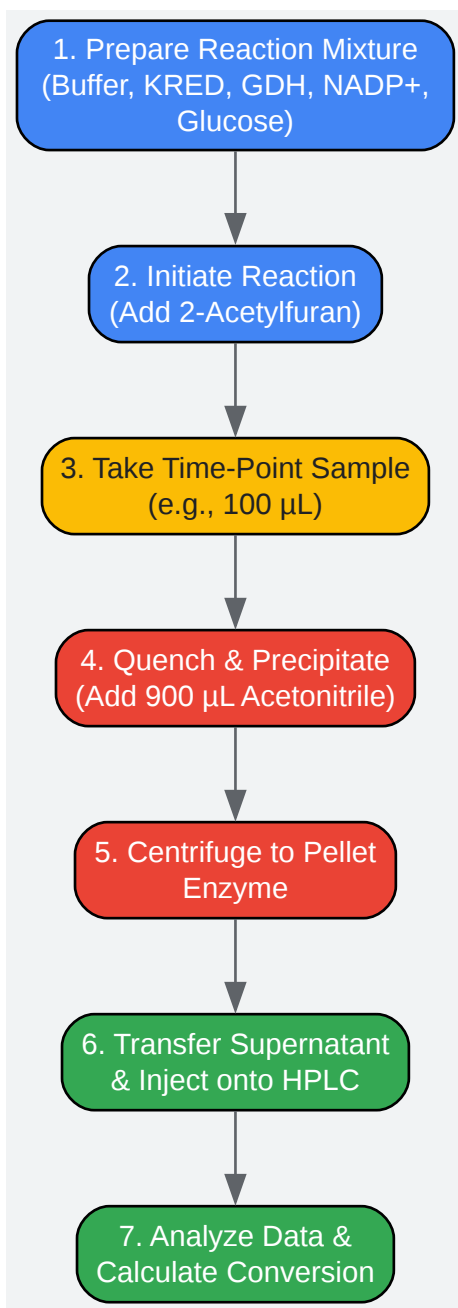 1. Prepare Reaction Mixture
(Buffer, KRED, GDH, NADP+,
Glucose)
2. Initiate Reaction
(Add 2-Acetylfuran)
3. Take Time-Point Sample
(e.g., 100 µL)
4. Quench & Precipitate
(Add 900 µL Acetonitrile)
5. Centrifuge to Pellet
Enzyme
6. Transfer Supernatant
& Inject onto HPLC
7. Analyze Data &
Calculate Conversion